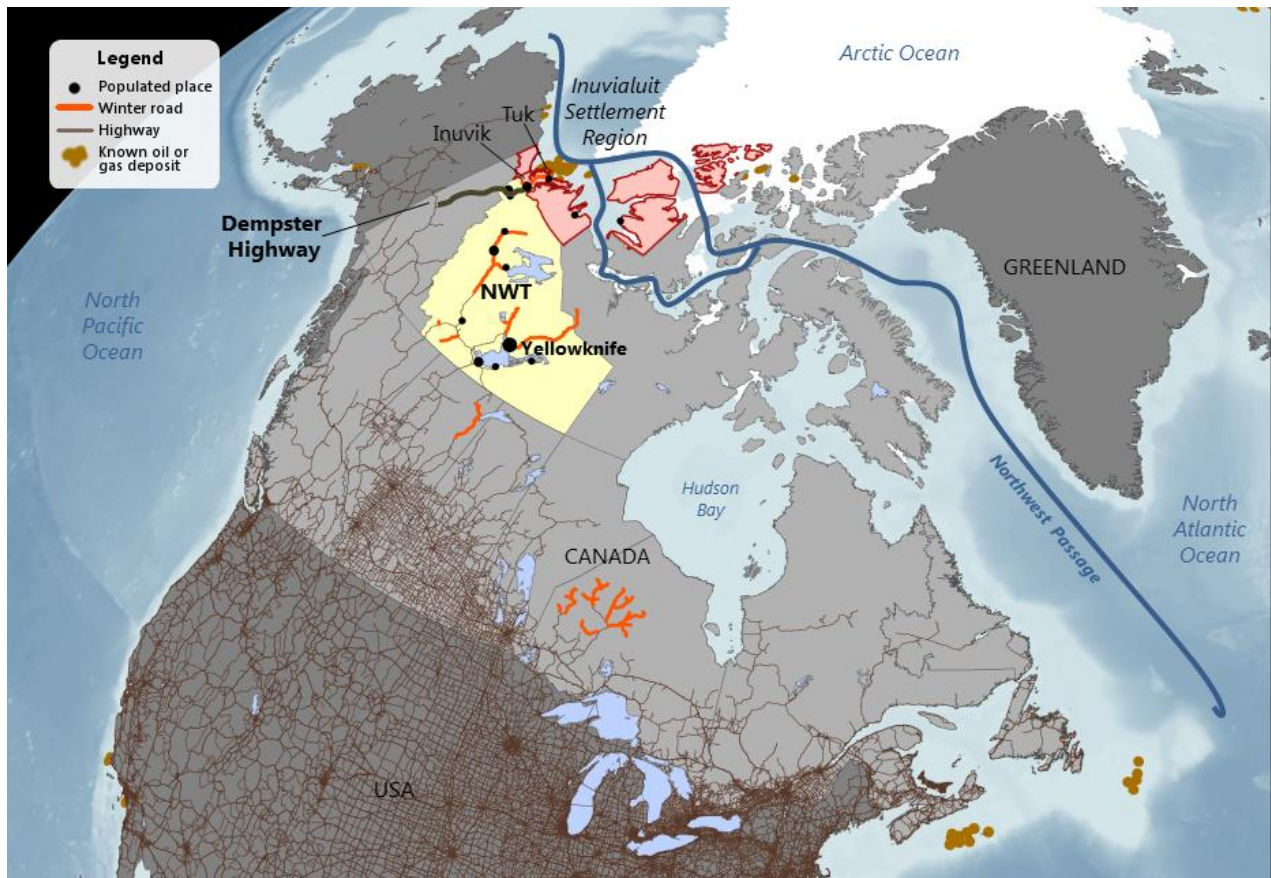 Legend
Populated place
Winter road
Highway
Known oil or
gas deposit
Arctic Ocean
Inuvialuit
Settlement
Region
Tuk
Inuvik
Dempster
Highway
GREENLAND
North
Pacific
Ocean
NWT
Yellowknife
Hudson
Bay
Northwest Passage
North
Atlantic
Ocean
CANADA
USA